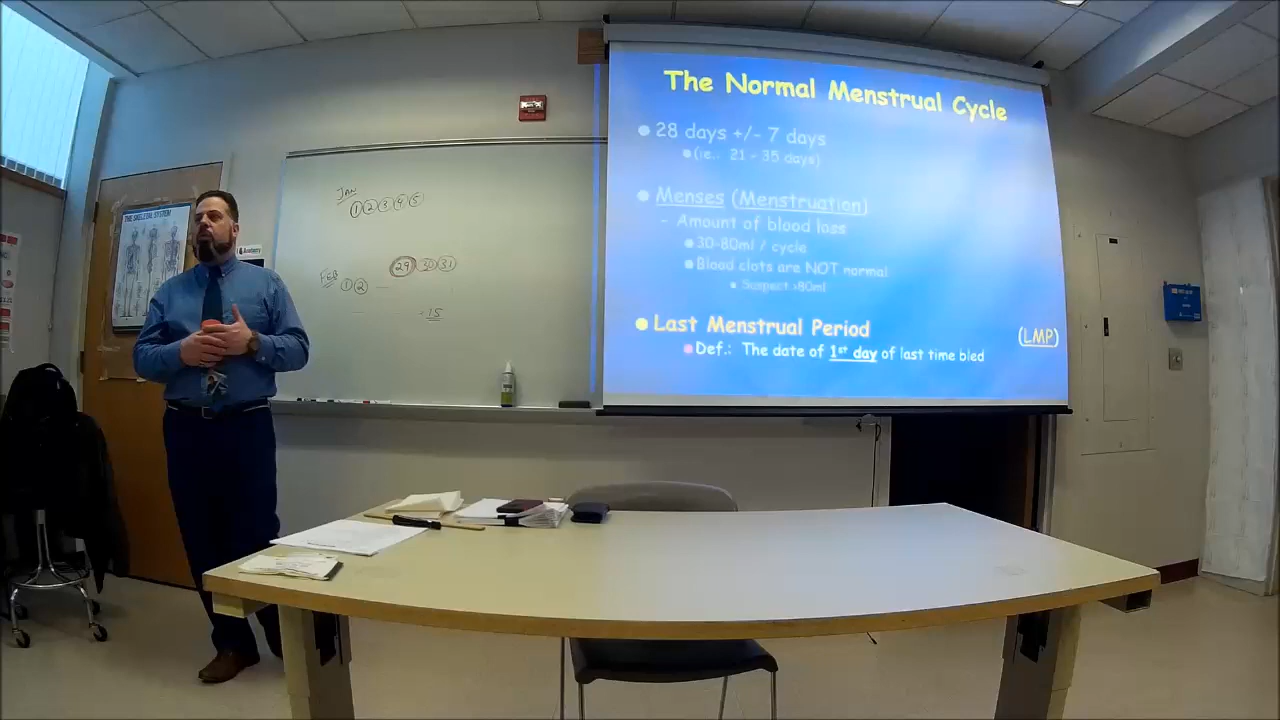 THE SKELETAL SYSTEM
JAN
1 2 3 4 5
29 30 31
FEB 1 2
15
The Normal Menstrual Cycle
28 days +/- 7 days
(ie.. 21 - 35 days)
Menses (Menstruation)
- Amount of blood loss
30-80ml / cycle
Blood clots are NOT normal
Suspect >80ml
Last Menstrual Period (LMP)
Def.: The date of 1st day of last time bled